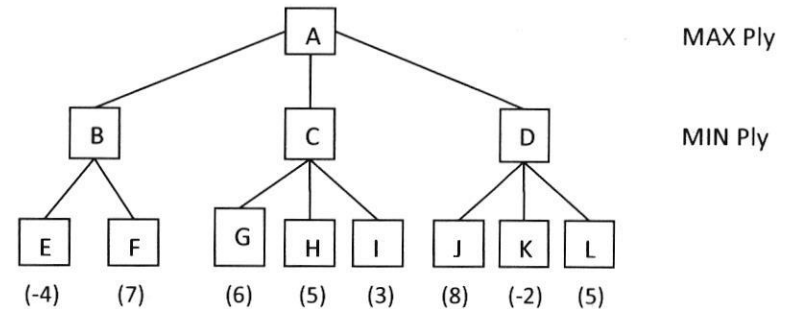 A MAX Ply
B C D MIN Ply
E F G H I J K L
(-4) (7) (6) (5) (3) (8) (-2) (5)